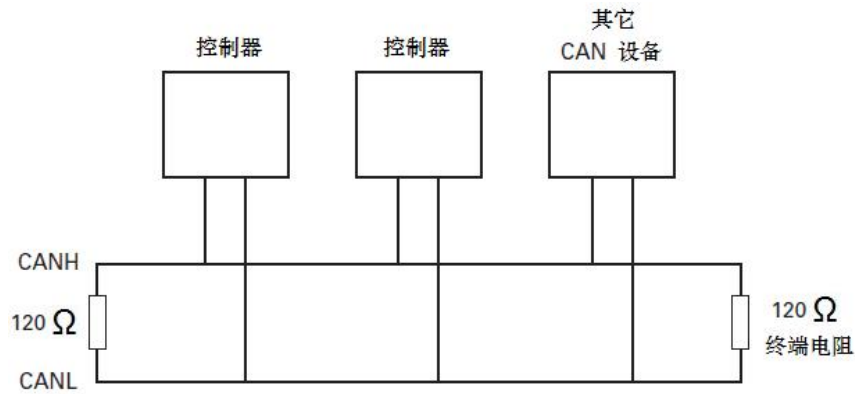 控制器
控制器
其它
CAN 设备
CANH
120 Ω
CANL
120 Ω
终端电阻